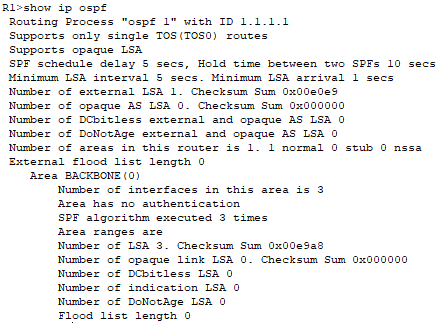 R1>show ip ospf
Routing Process "ospf 1" with ID 1.1.1.1
Supports only single TOS(TOS0) routes
Supports opaque LSA
SPF schedule delay 5 secs, Hold time between two SPFs 10 secs
Minimum LSA interval 5 secs. Minimum LSA arrival 1 secs
Number of external LSA 1. Checksum Sum 0x00e0e9
Number of opaque AS LSA 0. Checksum Sum 0x000000
Number of DCbitless external and opaque AS LSA 0
Number of DoNotAge external and opaque AS LSA 0
Number of areas in this router is 1. 1 normal 0 stub 0 nssa
External flood list length 0
Area BACKBONE(0)
Number of interfaces in this area is 3
Area has no authentication
SPF algorithm executed 3 times
Area ranges are
Number of LSA 3. Checksum Sum 0x00e9a8
Number of opaque link LSA 0. Checksum Sum 0x000000
Number of DCbitless LSA 0
Number of indication LSA 0
Number of DoNotAge LSA 0
Flood list length 0